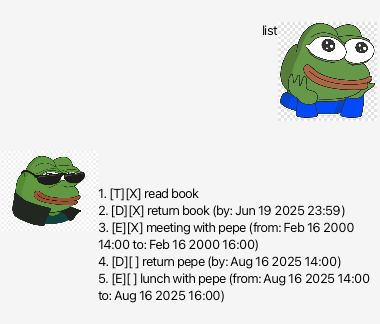 list
1. [T][X] read book
2. [D][X] return book (by: Jun 19 2025 23:59)
3. [E][X] meeting with pepe (from: Feb 16 2000
14:00 to: Feb 16 2000 16:00)
4. [D][ ] return pepe (by: Aug 16 2025 14:00)
5. [E][ ] lunch with pepe (from: Aug 16 2025 14:00
to: Aug 16 2025 16:00)